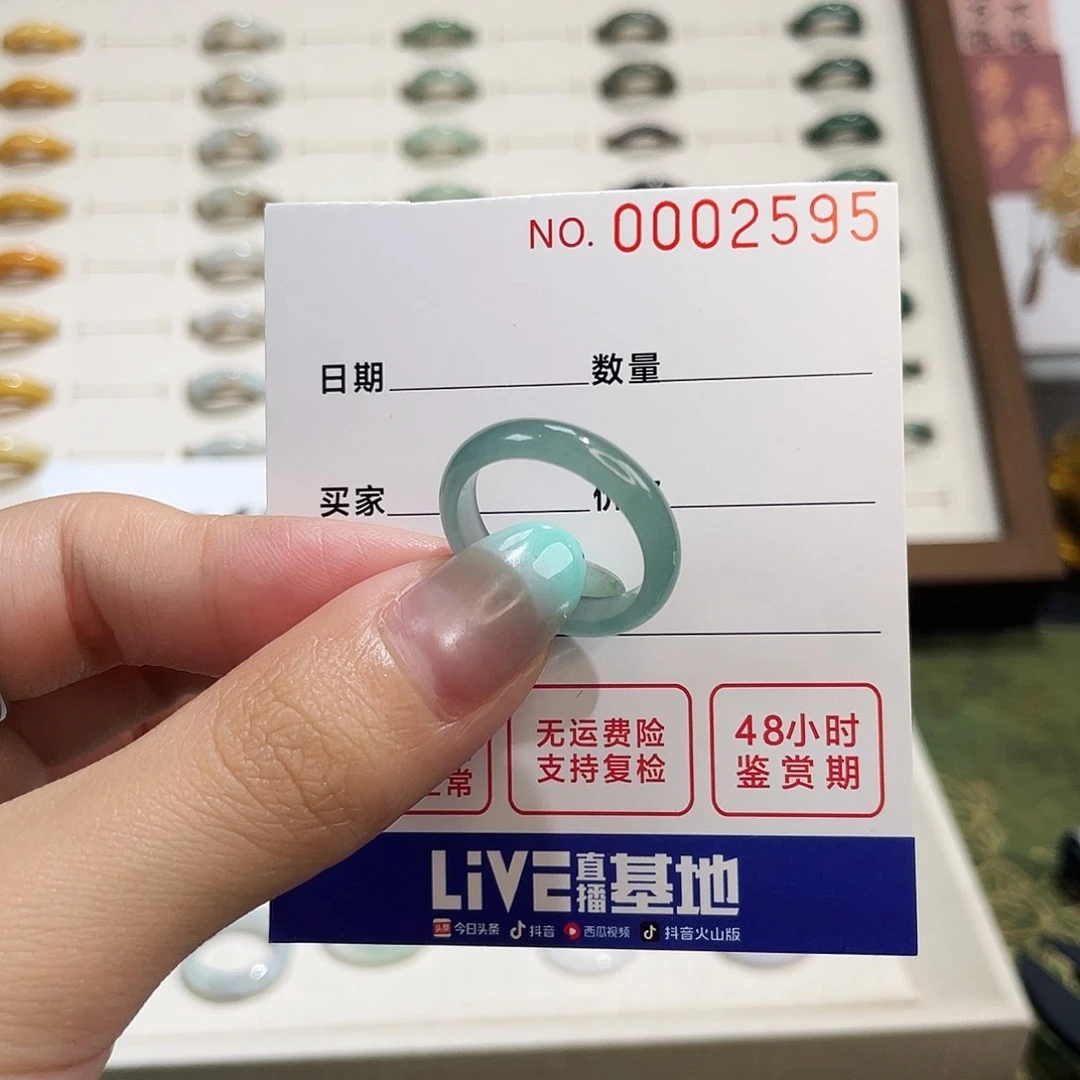 NO. 0002595
日期 数量
买家
无运费险
支持复检
48小时
鉴赏期
常
LiVE直播基地
今日头条 抖音 西瓜视频 抖音火山版